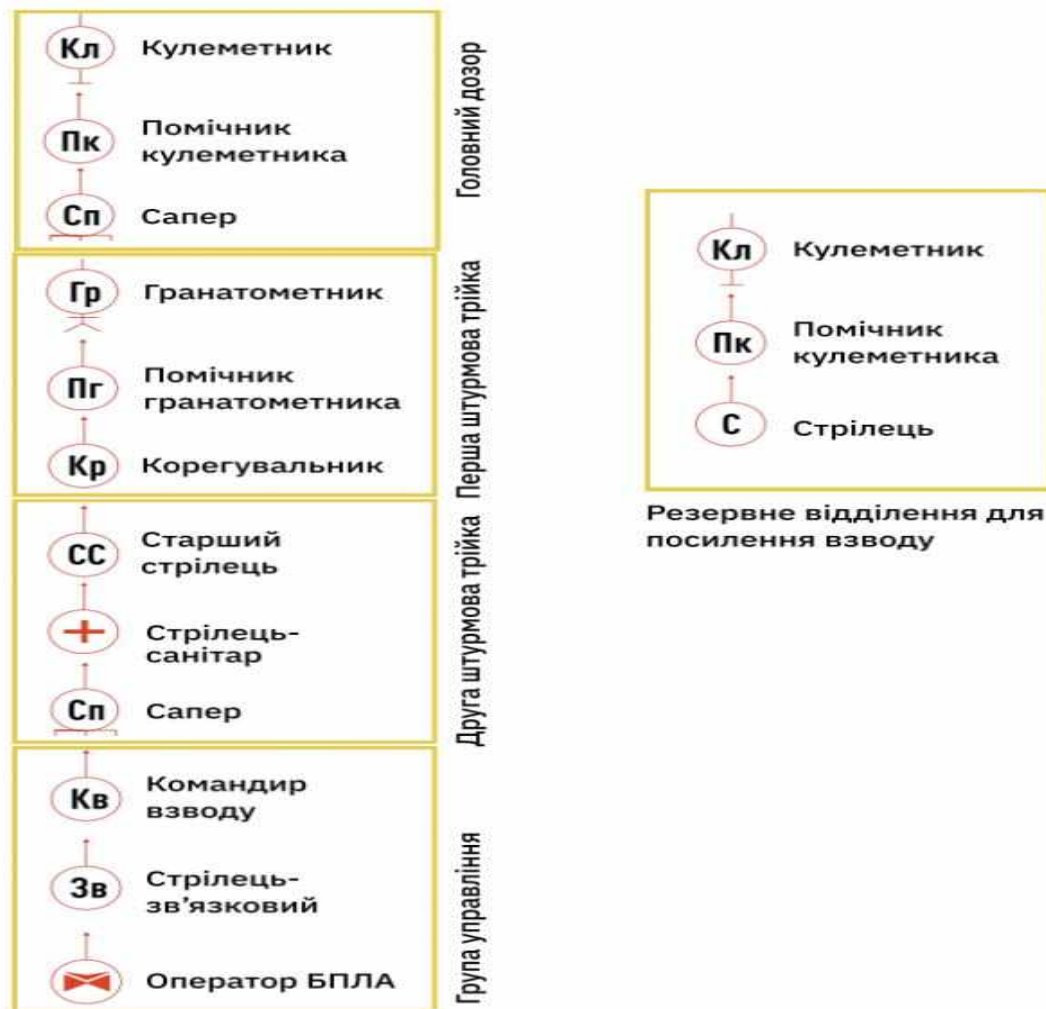 Кл Кулеметник
Пк Помічник
кулеметника
Сп Сапер
Головний дозор
Гр Гранатометник
Пг Помічник
гранатометника
Кр Корегувальник
Перша штурмова трійка
СС Старший
стрілець
Стрілець-
санітар
Сп Сапер
Друга штурмова трійка
Кв Командир
взводу
Зв Стрілець-
зв’язковий
Оператор БПЛА
Група управління
Кл Кулеметник
Пк Помічник
кулеметника
С Стрілець
Резервне відділення для
посилення взводу